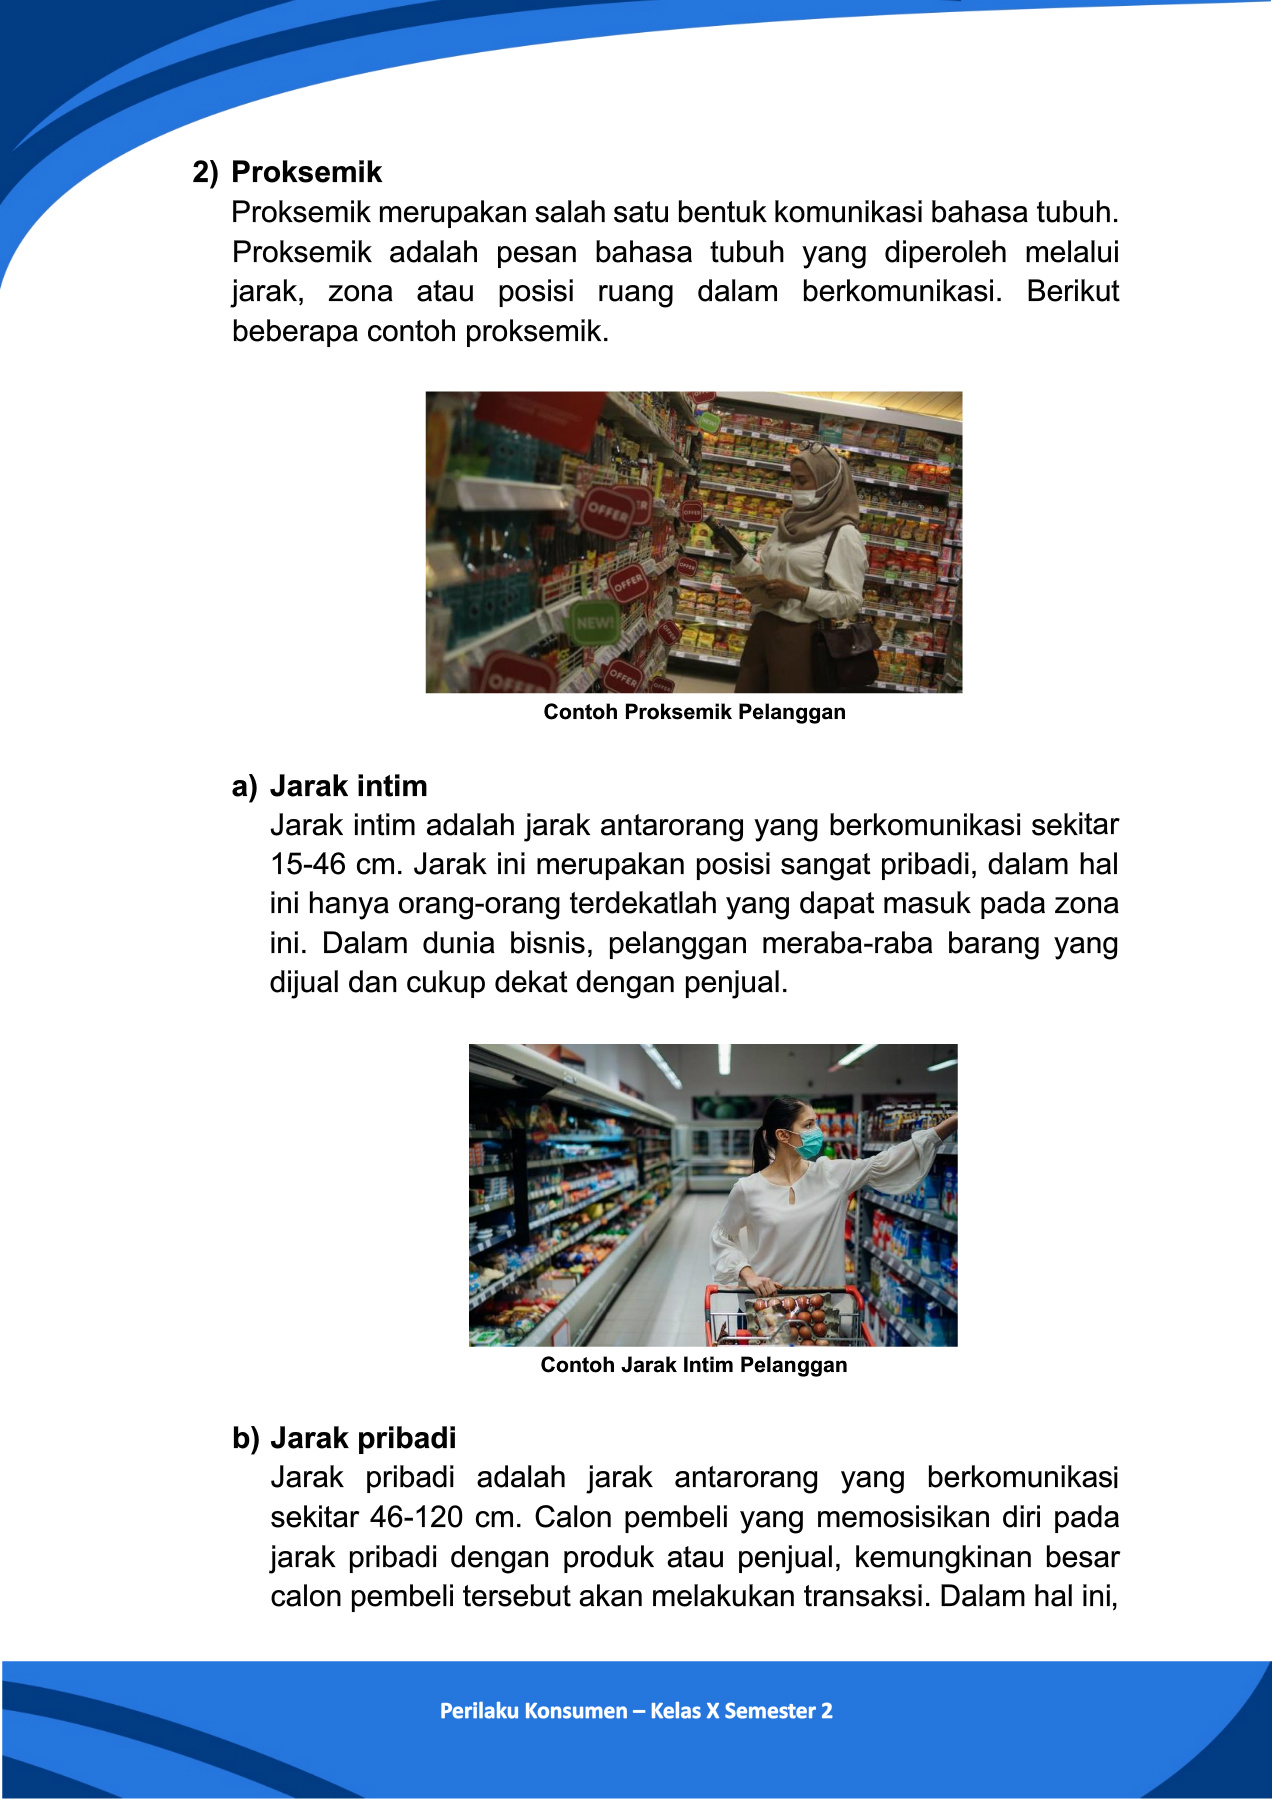 2) Proksemik
Proksemik merupakan salah satu bentuk komunikasi bahasa tubuh.
Proksemik adalah pesan bahasa tubuh yang diperoleh melalui
jarak, zona atau posisi ruang dalam berkomunikasi. Berikut
beberapa contoh proksemik.
OFFER
OFFER
OFFER
OFFER
NEW!
OFFER
OFFER
OFFER
Contoh Proksemik Pelanggan
a) Jarak intim
Jarak intim adalah jarak antarorang yang berkomunikasi sekitar
15-46 cm. Jarak ini merupakan posisi sangat pribadi, dalam hal
ini hanya orang-orang terdekatlah yang dapat masuk pada zona
ini. Dalam dunia bisnis, pelanggan meraba-raba barang yang
dijual dan cukup dekat dengan penjual.
Contoh Jarak Intim Pelanggan
b) Jarak pribadi
Jarak pribadi adalah jarak antarorang yang berkomunikasi
sekitar 46-120 cm. Calon pembeli yang memosisikan diri pada
jarak pribadi dengan produk atau penjual, kemungkinan besar
calon pembeli tersebut akan melakukan transaksi. Dalam hal ini,
Perilaku Konsumen – Kelas X Semester 2